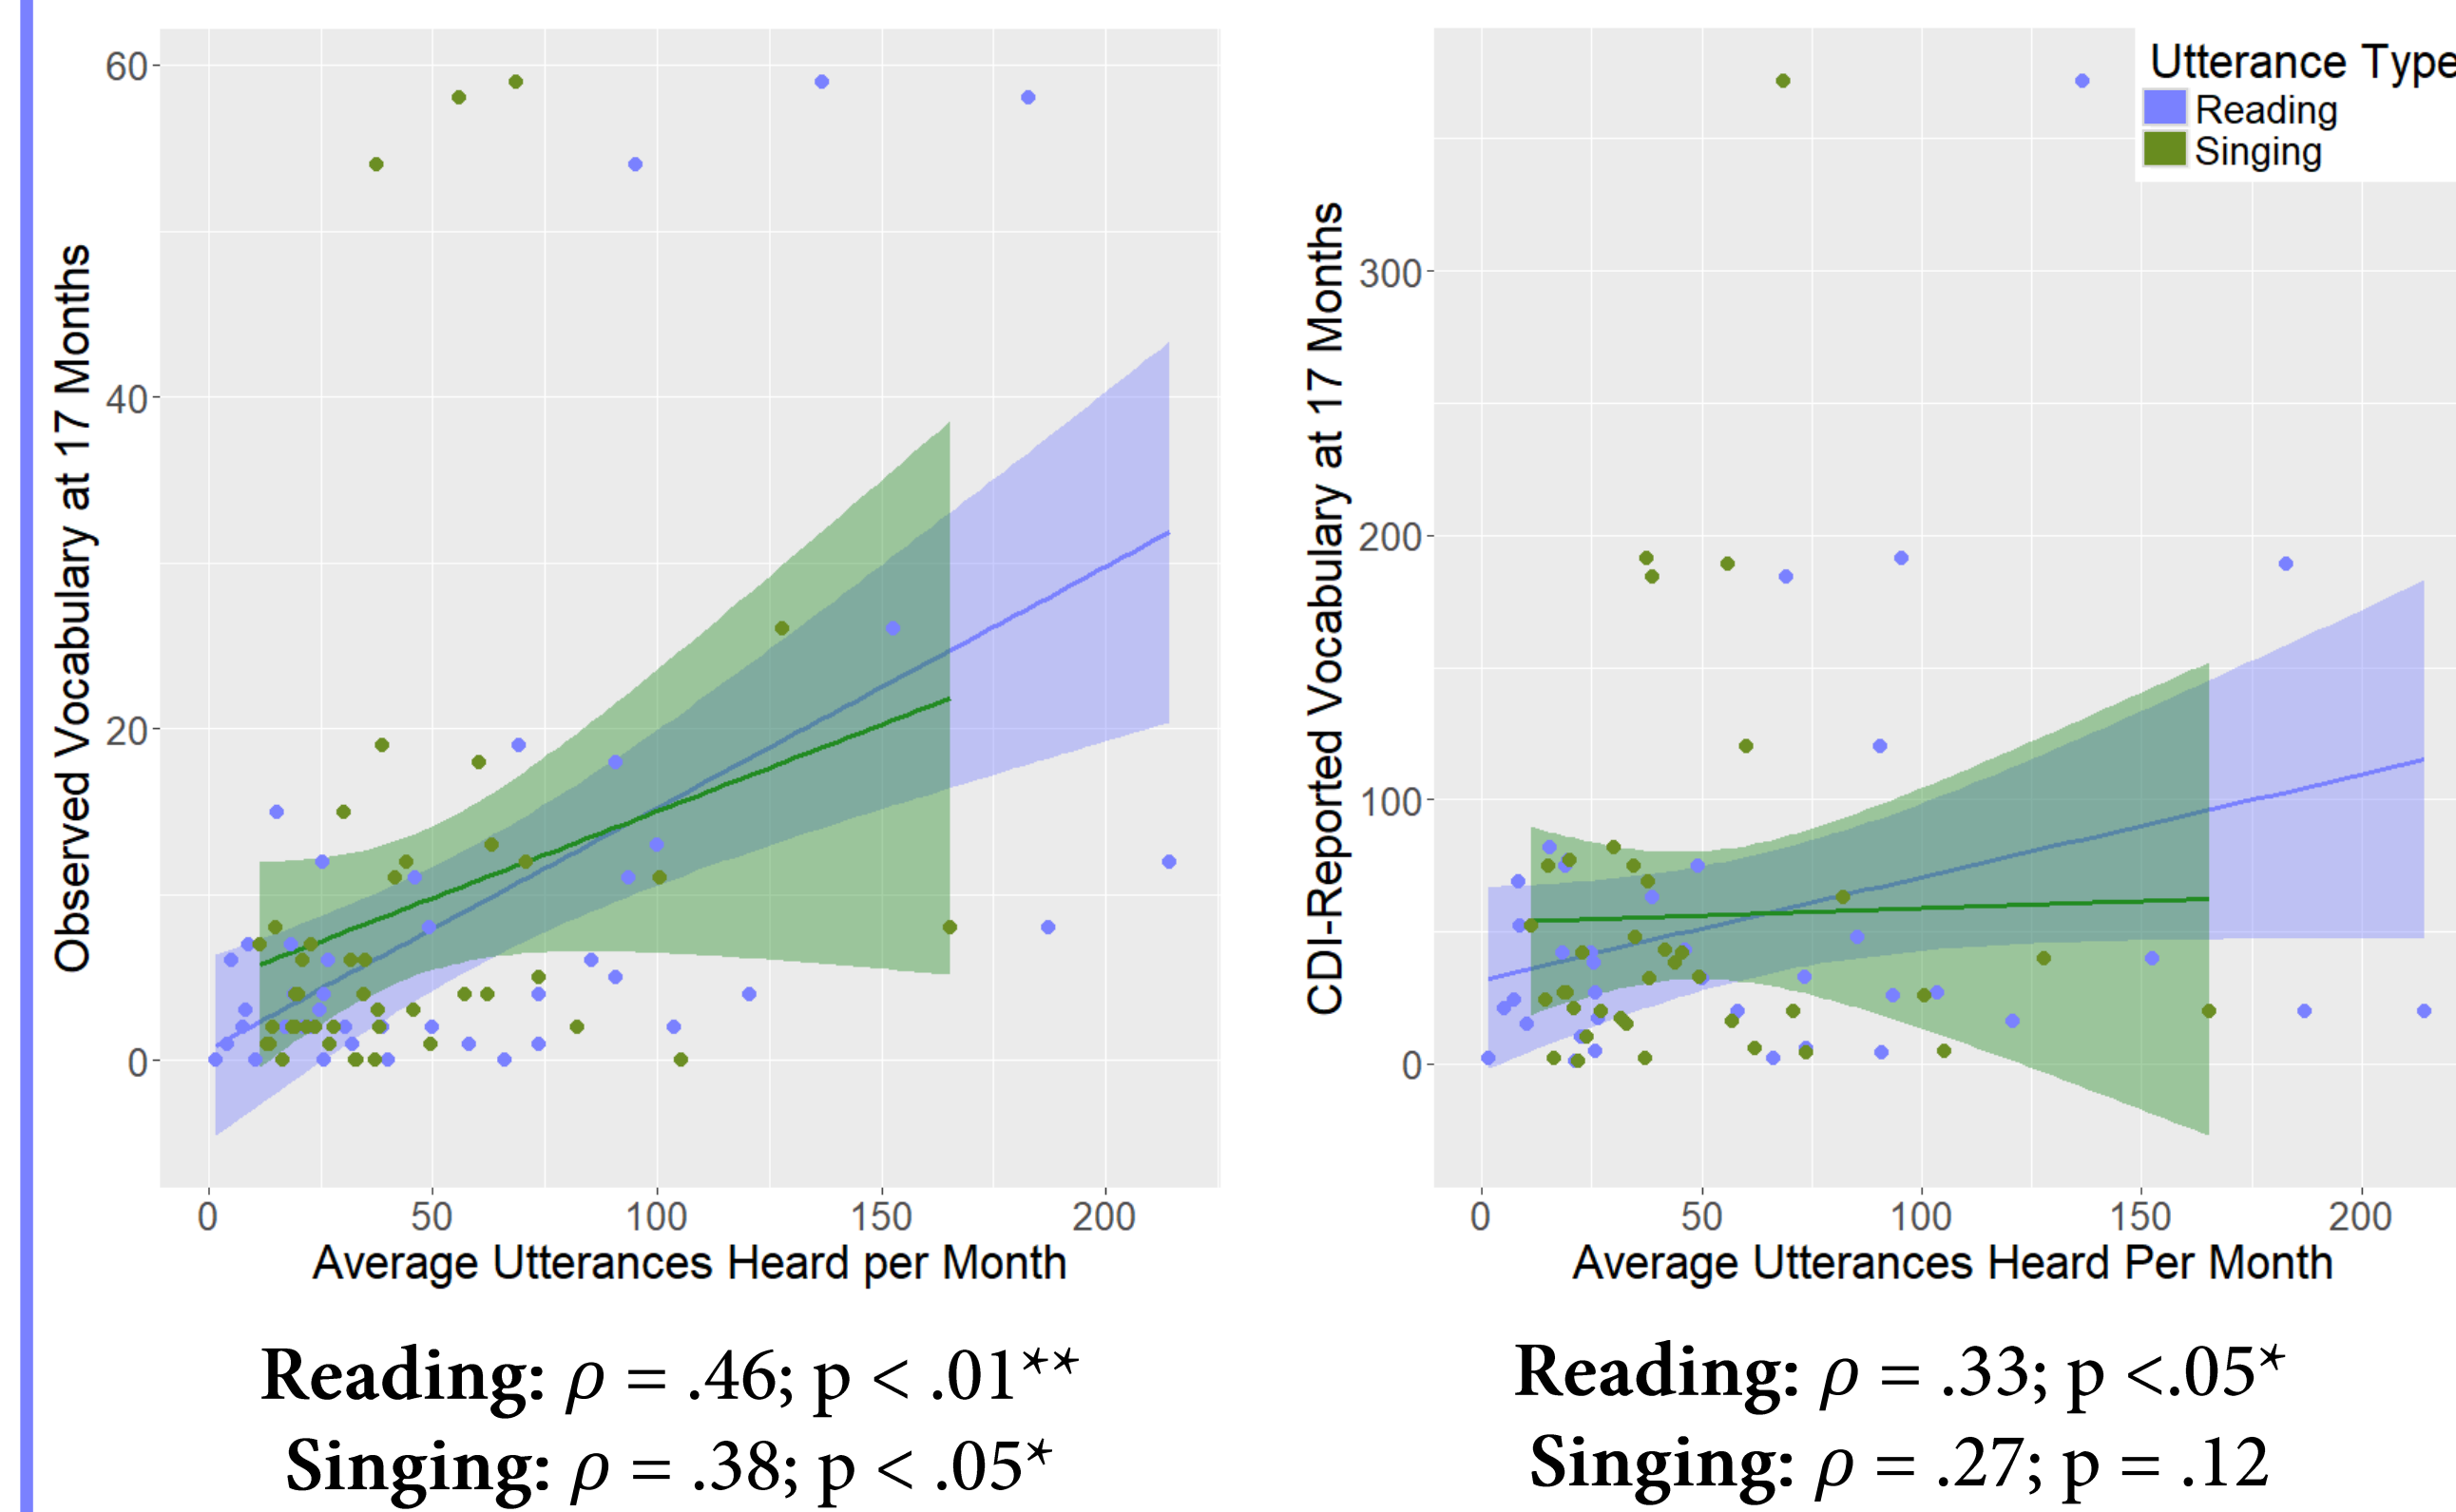 Observed Vocabulary at 17 Months
60
40
20
0
0 50 100 150 200
Average Utterances Heard per Month
Reading: ρ = .46; p < .01**
Singing: ρ = .38; p < .05*
CDI-Reported Vocabulary at 17 Months
300
200
100
0
0 50 100 150 200
Average Utterances Heard Per Month
Utterance Type
Reading
Singing
Reading: ρ = .33; p <.05*
Singing: ρ = .27; p = .12